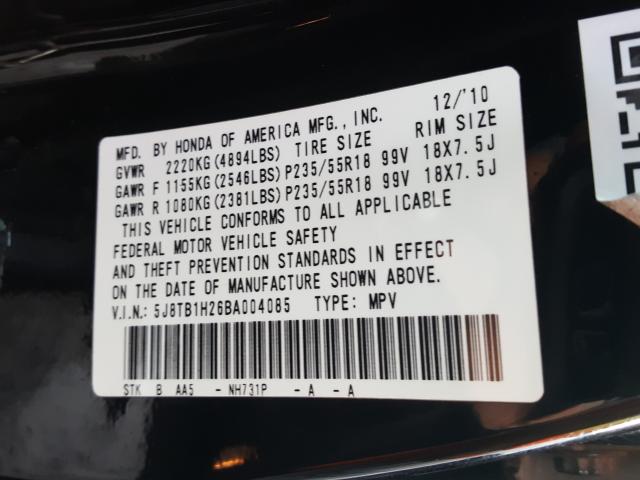 MFD. BY HONDA OF AMERICA MFG., INC. 12/'10
GVWR 2220KG(4894LBS) TIRE SIZE RIM SIZE
GAWR F 1155KG(2546LBS)P235/55R18 99V 18X7.5J
GAWR R 1080KG(2381LBS)P235/55R18 99V 18X7.5J
THIS VEHICLE CONFORMS TO ALL APPLICABLE
FEDERAL MOTOR VEHICLE SAFETY
AND THEFT PREVENTION STANDARDS IN EFFECT
ON THE DATE OF MANUFACTURE SHOWN ABOVE.
V.I.N.: 5J8TB1H26BA004085 TYPE: MPV
STK B AA5 - NH731P - A - A